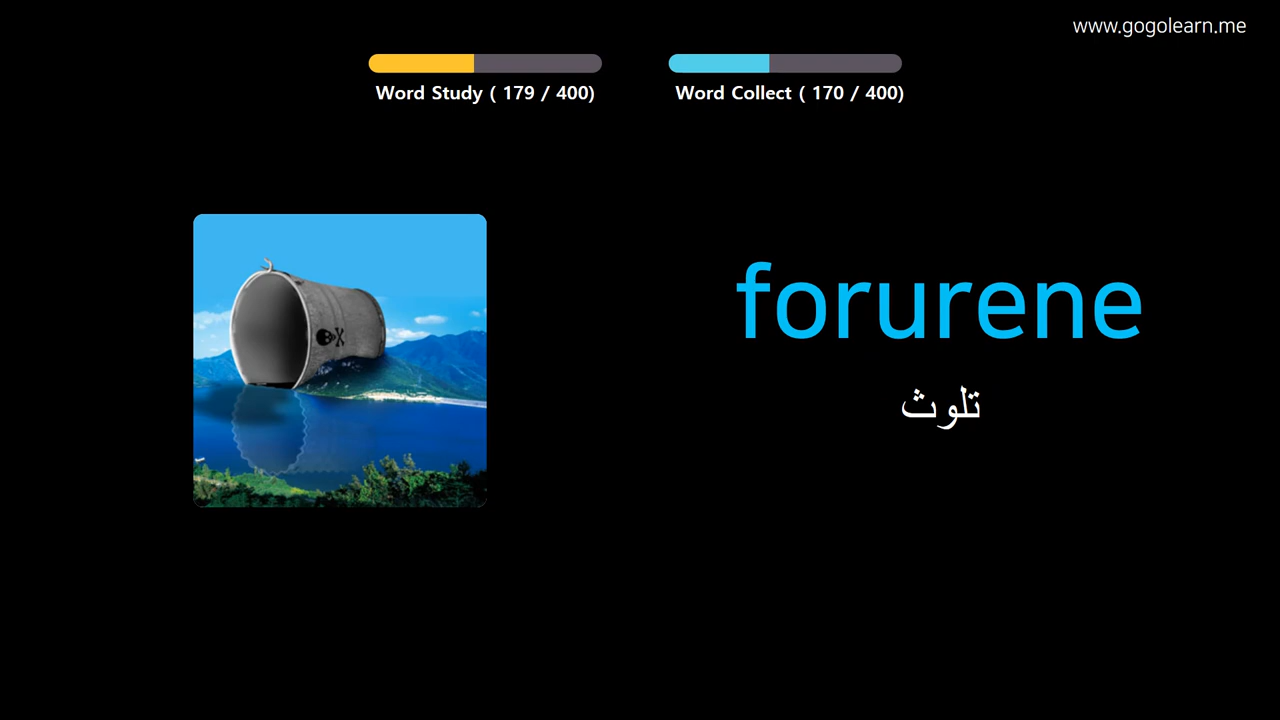 www.gogolearn.me
Word Study ( 179 / 400)
Word Collect ( 170 / 400)
forurene
تلوث